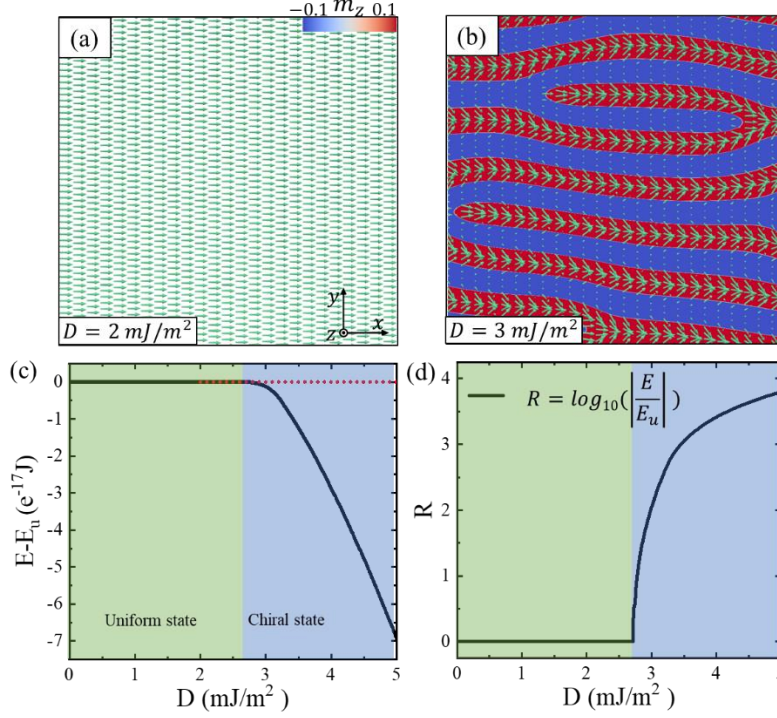 (a)
−0.1 m_z 0.1
y
z x
D = 2 mJ/m²
(b)
D = 3 mJ/m²
(c)
0
-1
-2
-3
-4
-5
-6
-7
E-E_u (e⁻¹⁷J)
Uniform state
Chiral state
0 1 2 3 4 5
D (mJ/m²)
(d)
R = log₁₀(|E/E_u|)
4
3
2
1
0
R
0 1 2 3 4 5
D (mJ/m²)